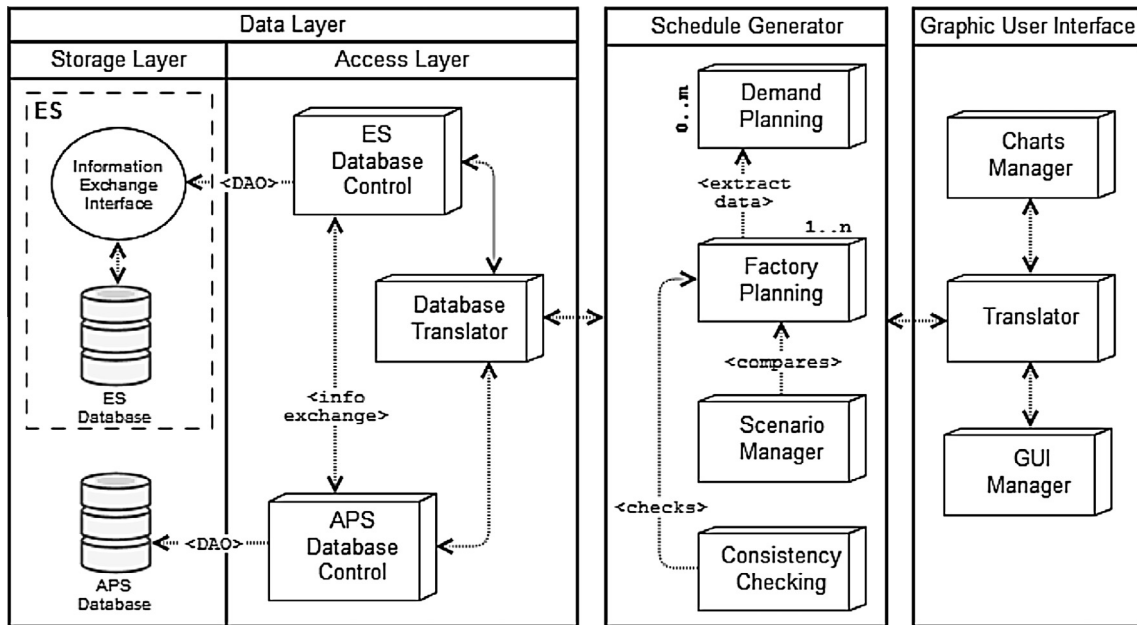 Data Layer
Storage Layer
Access Layer
ES
Information
Exchange
Interface
ES
Database
APS
Database
<DAO>
<DAO>
ES
Database
Control
<info
exchange>
Database
Translator
APS
Database
Control
Schedule Generator
0..m
Demand
Planning
<extract
data>
1..n
Factory
Planning
<compares>
Scenario
Manager
<checks>
Consistency
Checking
Graphic User Interface
Charts
Manager
Translator
GUI
Manager